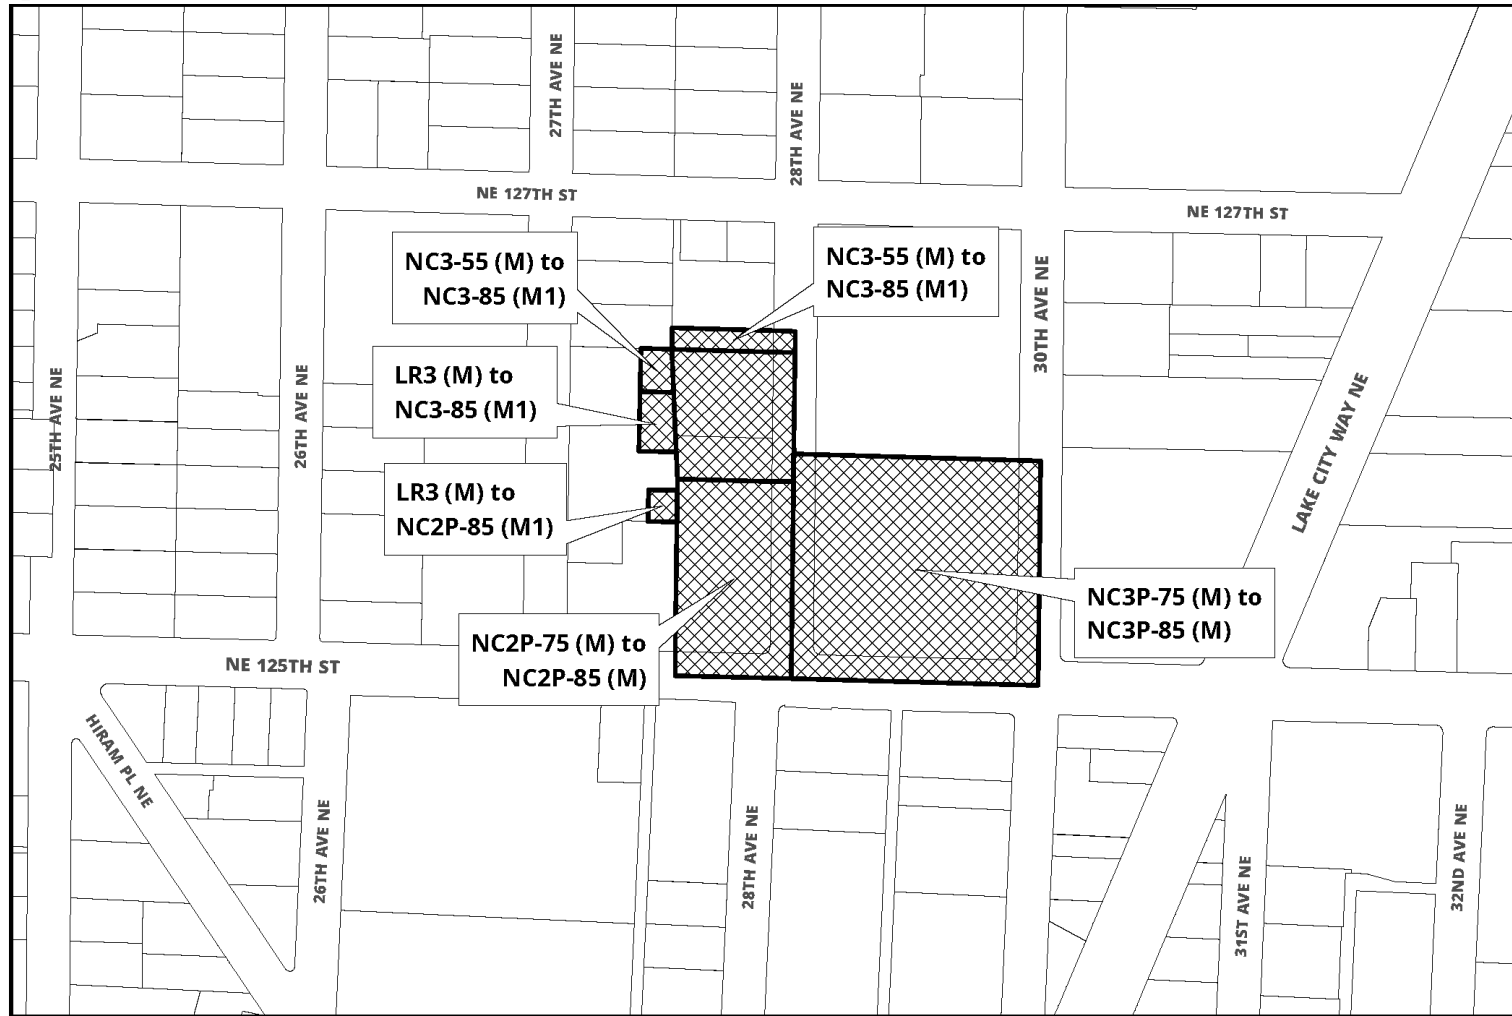 27TH AVE NE
28TH AVE NE
NE 127TH ST
NE 127TH ST
NC3-55 (M) to
NC3-85 (M1)
NC3-55 (M) to
NC3-85 (M1)
30TH AVE NE
LR3 (M) to
NC3-85 (M1)
25TH AVE NE
26TH AVE NE
LAKE CITY WAY NE
LR3 (M) to
NC2P-85 (M1)
NC3P-75 (M) to
NC3P-85 (M)
NC2P-75 (M) to
NC2P-85 (M)
NE 125TH ST
HIRAM PL NE
26TH AVE NE
28TH AVE NE
31ST AVE NE
32ND AVE NE